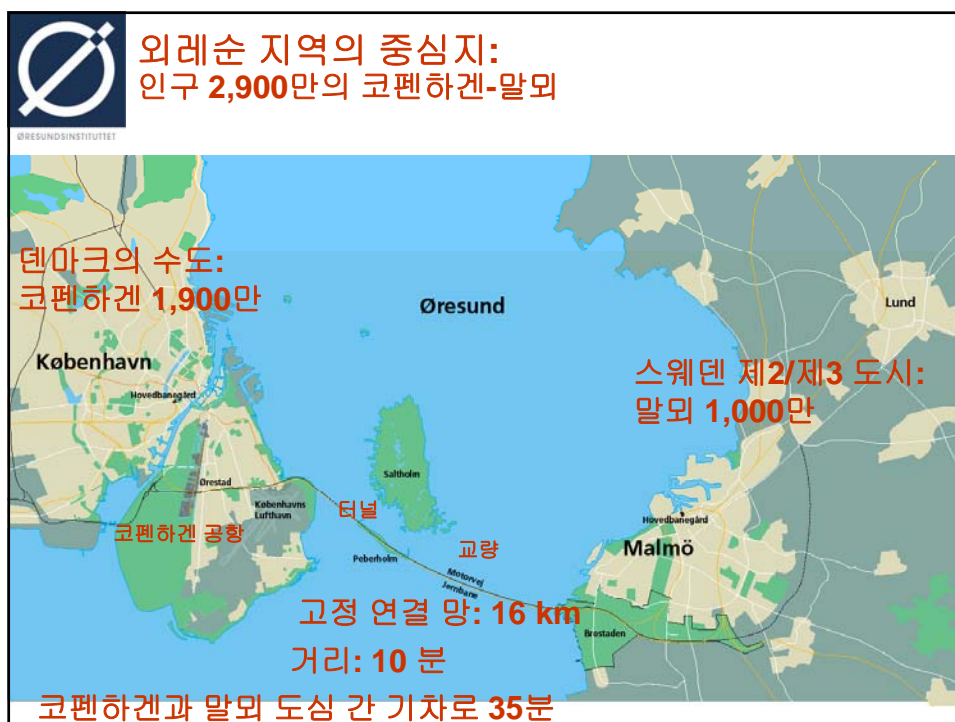 외레순 지역의 중심지:
인구 2,900만의 코펜하겐-말뫼
ØRESUNDSINSTITUTTET
덴마크의 수도:
코펜하겐 1,900만
Øresund
Lund
København
스웨덴 제2/제3 도시:
말뫼 1,000만
Hovedbanegård
Saltholm
Ørestad
Københavns
Lufthavn
터널
Hovedbanegård
코펜하겐 공항
교량
Malmö
Peberholm
Motorvej
Jernbane
고정 연결 망: 16 km
Brostaden
거리: 10 분
코펜하겐과 말뫼 도심 간 기차로 35분